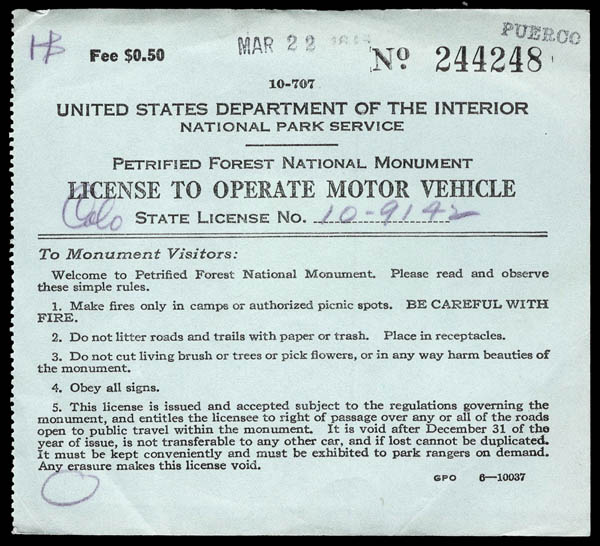 HB
Fee $0.50
MAR 22
PUERCO
Nº 244248
10-707
UNITED STATES DEPARTMENT OF THE INTERIOR
NATIONAL PARK SERVICE
PETRIFIED FOREST NATIONAL MONUMENT
LICENSE TO OPERATE MOTOR VEHICLE
Colo STATE LICENSE NO. 10-9142
To Monument Visitors:
Welcome to Petrified Forest National Monument. Please read and observe
these simple rules.
1. Make fires only in camps or authorized picnic spots. BE CAREFUL WITH
FIRE.
2. Do not litter roads and trails with paper or trash. Place in receptacles.
3. Do not cut living brush or trees or pick flowers, or in any way harm beauties of
the monument.
4. Obey all signs.
5. This license is issued and accepted subject to the regulations governing the
monument, and entitles the licensee to right of passage over any or all of the roads
open to public travel within the monument. It is void after December 31 of the
year of issue, is not transferable to any other car, and if lost cannot be duplicated.
It must be kept conveniently and must be exhibited to park rangers on demand.
Any erasure makes this license void.
GPO 6—10037